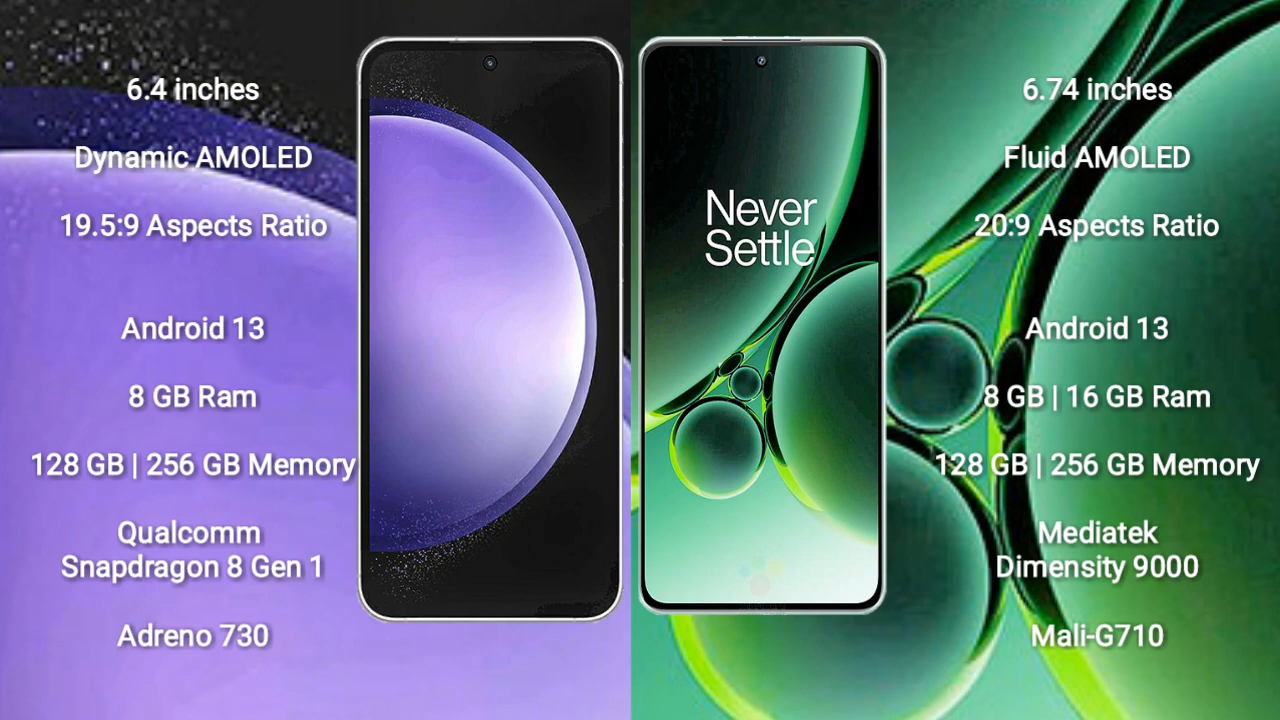 6.4 inches
Dynamic AMOLED
19.5:9 Aspects Ratio
Android 13
8 GB Ram
128 GB | 256 GB Memory
Qualcomm
Snapdragon 8 Gen 1
Adreno 730
Never
Settle
6.74 inches
Fluid AMOLED
20:9 Aspects Ratio
Android 13
8 GB | 16 GB Ram
128 GB | 256 GB Memory
Mediatek
Dimensity 9000
Mali-G710